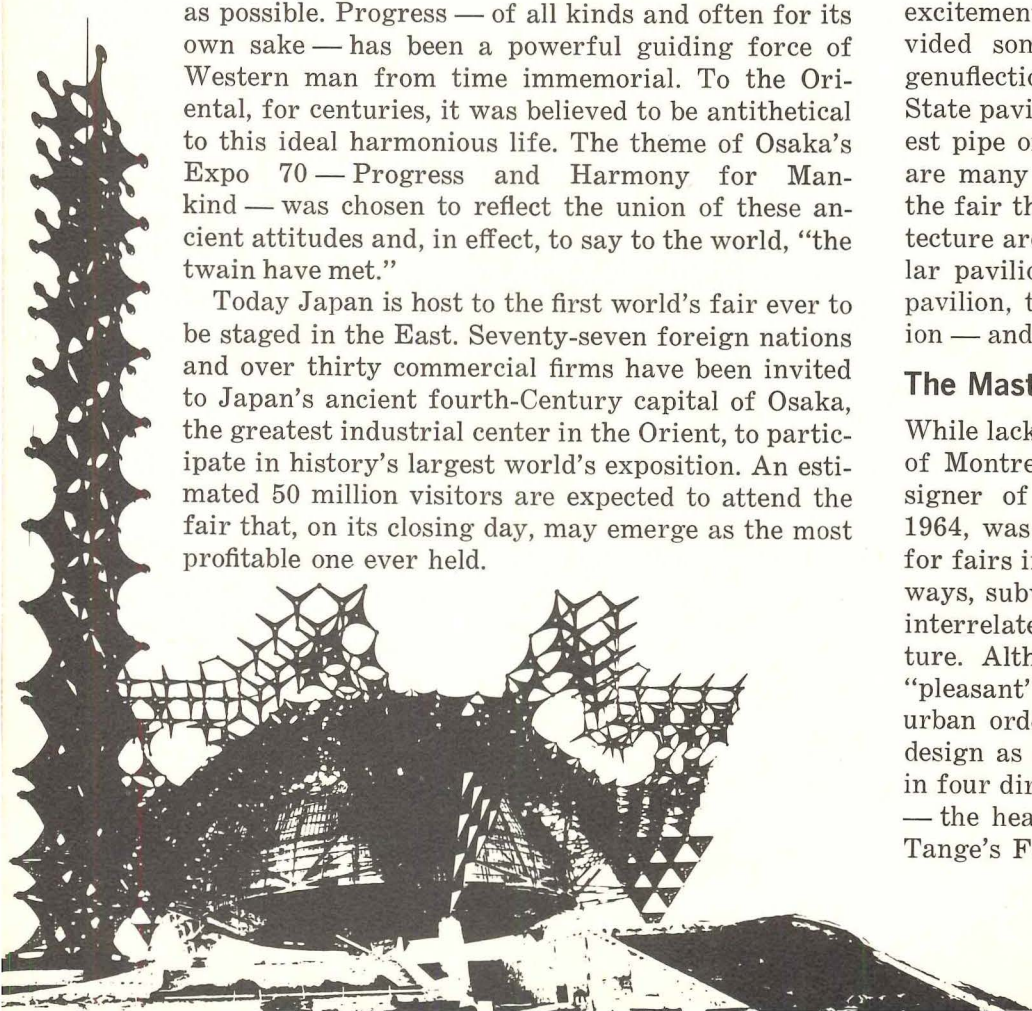 as possible. Progress — of all kinds and often for its
own sake — has been a powerful guiding force of
Western man from time immemorial. To the Ori-
ental, for centuries, it was believed to be antithetical
to this ideal harmonious life. The theme of Osaka's
Expo 70 — Progress and Harmony for Man-
kind — was chosen to reflect the union of these an-
cient attitudes and, in effect, to say to the world, “the
twain have met.”
Today Japan is host to the first world's fair ever to
be staged in the East. Seventy-seven foreign nations
and over thirty commercial firms have been invited
to Japan's ancient fourth-Century capital of Osaka,
the greatest industrial center in the Orient, to partic-
ipate in history's largest world's exposition. An esti-
mated 50 million visitors are expected to attend the
fair that, on its closing day, may emerge as the most
profitable one ever held.
excitemen
vided son
genuflectio
State pavi
est pipe o
are many
the fair th
tecture ar
lar pavilio
pavilion, t
ion — and
The Mast
While lack
of Montre
signer of
1964, was
for fairs i
ways, sub
interrelate
ture. Alth
“pleasant'
urban ord
design as
in four dir
— the hea
Tange's F